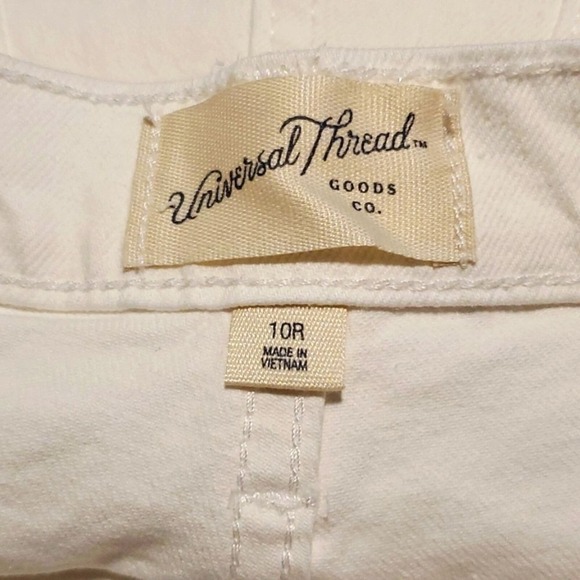 Universal Thread™
GOODS
CO.
10R
MADE IN
VIETNAM